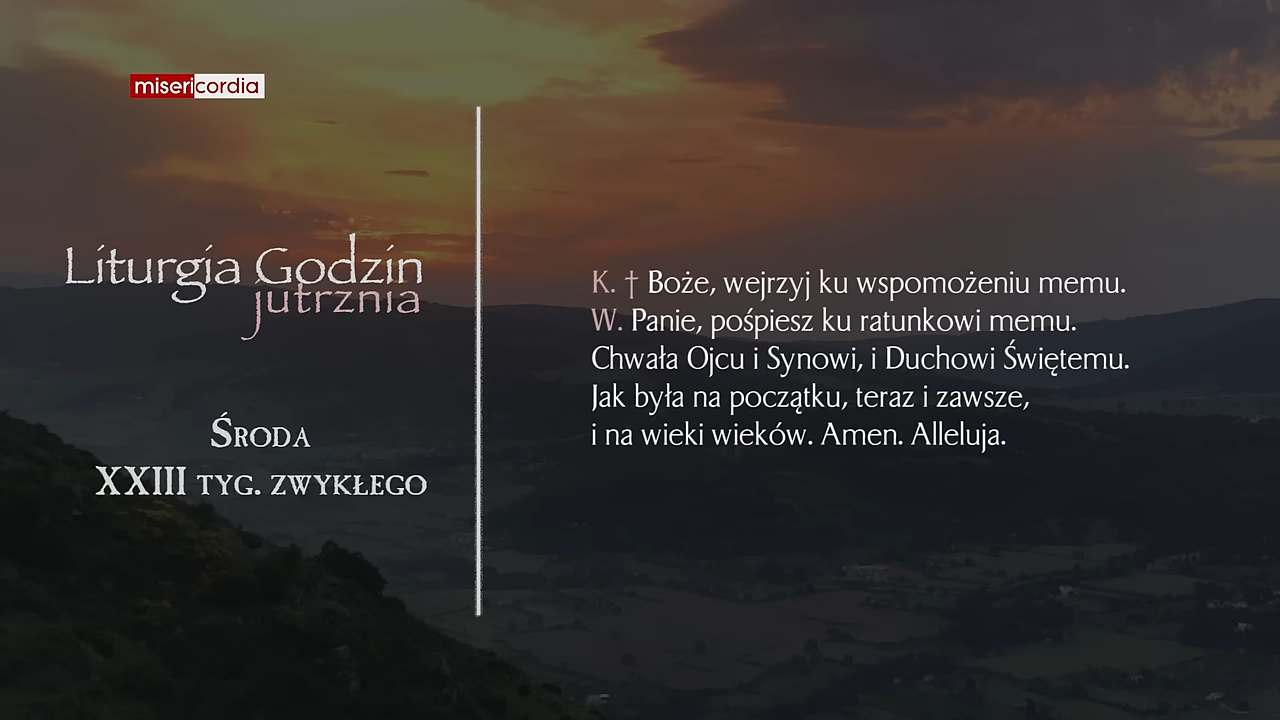 misericordia
Liturgia Godzin
jutrznia
Środa
XXIII tyg. zwykłego
K. † Boże, wejrzyj ku wspomożeniu memu.
W. Panie, pośpiesz ku ratunkowi memu.
Chwała Ojcu i Synowi, i Duchowi Świętemu.
Jak była na początku, teraz i zawsze,
i na wieki wieków. Amen. Alleluja.